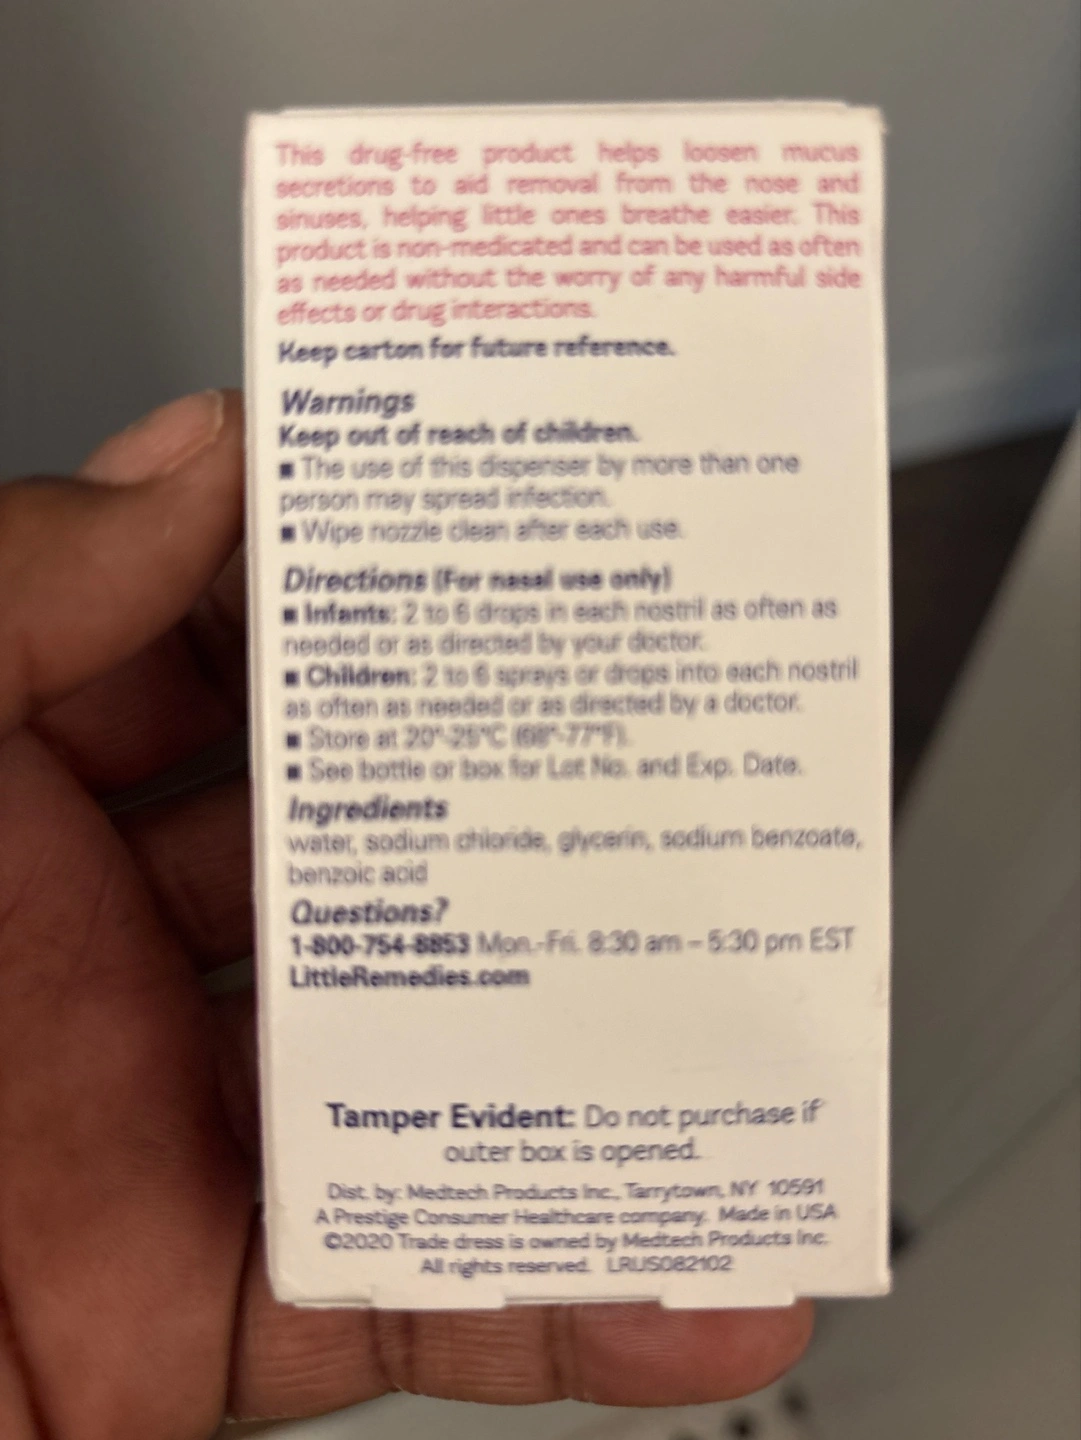 This drug-free product helps loosen mucus
secretions to aid removal from the nose and
sinuses, helping little ones breathe easier. This
product is non-medicated and can be used as often
as needed without the worry of any harmful side
effects or drug interactions.
Keep carton for future reference.
Warnings
Keep out of reach of children.
■ The use of this dispenser by more than one
person may spread infection.
■ Wipe nozzle clean after each use.
Directions (For nasal use only)
■ Infants: 2 to 6 drops in each nostril as often as
needed or as directed by your doctor.
■ Children: 2 to 6 sprays or drops into each nostril
as often as needed or as directed by a doctor.
■ Store at 20°-25°C (68°-77°F).
■ See bottle or box for Lot No. and Exp. Date.
Ingredients
water, sodium chloride, glycerin, sodium benzoate,
benzoic acid
Questions?
1-800-754-8853 Mon.-Fri. 8:30 am – 5:30 pm EST
LittleRemedies.com
Tamper Evident: Do not purchase if
outer box is opened.
Dist. by: Medtech Products Inc., Tarrytown, NY 10591
A Prestige Consumer Healthcare company. Made in USA
©2020 Trade dress is owned by Medtech Products Inc.
All rights reserved. LRUS082102